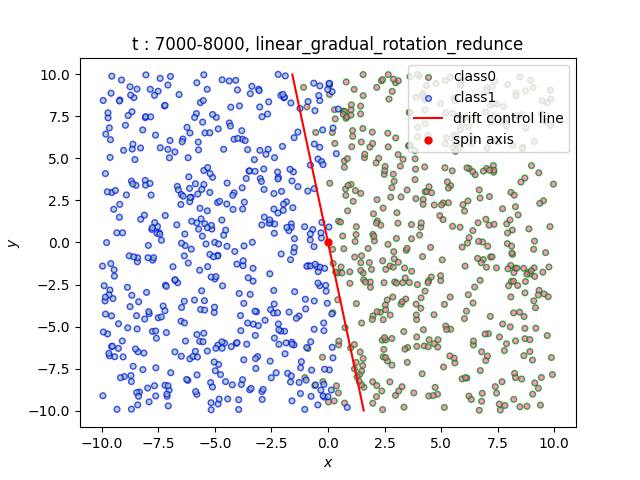 t : 7000-8000, linear_gradual_rotation_redunce
class0
class1
drift control line
spin axis
10.0
7.5
5.0
2.5
0.0
−2.5
−5.0
−7.5
−10.0
y
−10.0 −7.5 −5.0 −2.5 0.0 2.5 5.0 7.5 10.0
x